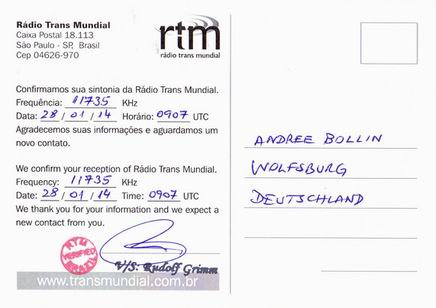 Rádio Trans Mundial
Caixa Postal 18.113
São Paulo - SP, Brasil
Cep 04626-970
rtm
rádio trans mundial
Confirmamos sua sintonia da Rádio Trans Mundial.
Frequência: 11735 KHz
Data: 28 / 01 / 14 Horário: 0907 UTC
Agradecemos suas informações e aguardamos um
novo contato.
We confirm your reception of Rádio Trans Mundial.
Frequency: 11735 KHz
Date: 28 / 01 / 14 Time: 0907 UTC
We thank you for your information and we expect a
new contact from you.
RTM
VERIFIED
BRAZIL
V/S: Rudolf Grimm
www.transmundial.com.br
ANDREE BOLLIN
WOLFSBURG
DEUTSCHLAND